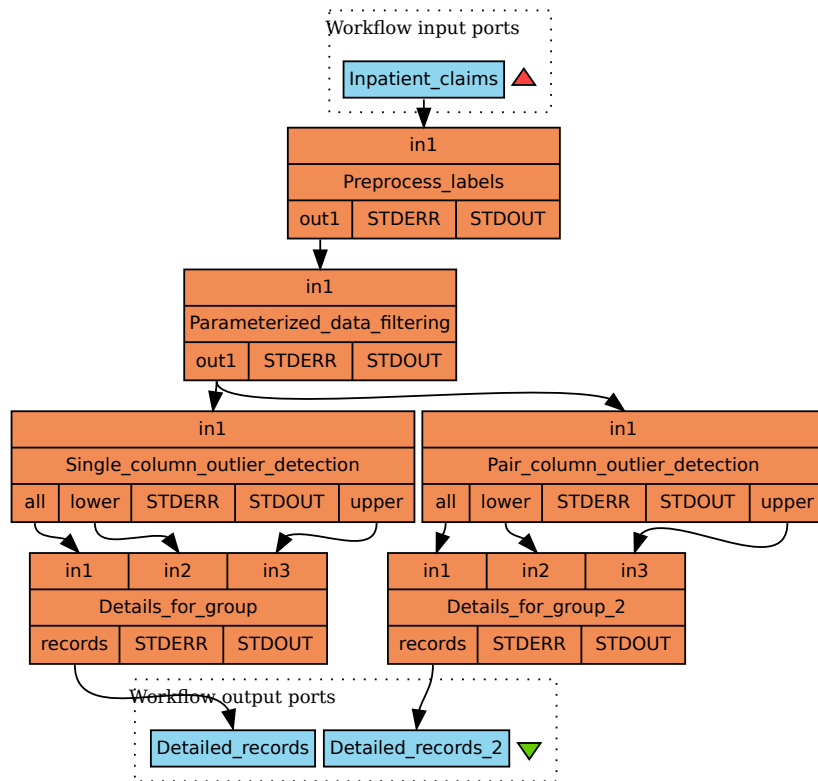 Workflow input ports
Inpatient_claims
in1
Preprocess_labels
out1 STDERR STDOUT
in1
Parameterized_data_filtering
out1 STDERR STDOUT
in1
Single_column_outlier_detection
all lower STDERR STDOUT upper
in1
Pair_column_outlier_detection
all lower STDERR STDOUT upper
in1 in2 in3
Details_for_group
records STDERR STDOUT
in1 in2 in3
Details_for_group_2
records STDERR STDOUT
Workflow output ports
Detailed_records
Detailed_records_2